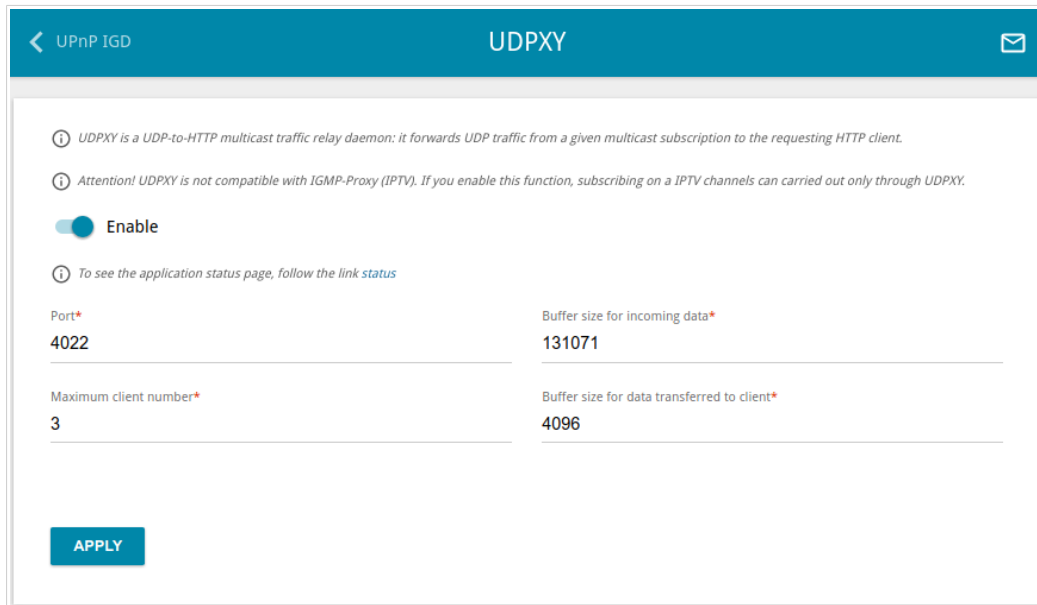 UPnP IGD
UDPXY
UDPXY is a UDP-to-HTTP multicast traffic relay daemon: it forwards UDP traffic from a given multicast subscription to the requesting HTTP client.
Attention! UDPXY is not compatible with IGMP-Proxy (IPTV). If you enable this function, subscribing on a IPTV channels can carried out only through UDPXY.
Enable
To see the application status page, follow the link status
Port*
Buffer size for incoming data*
4022
131071
Maximum client number*
Buffer size for data transferred to client*
3
4096
APPLY